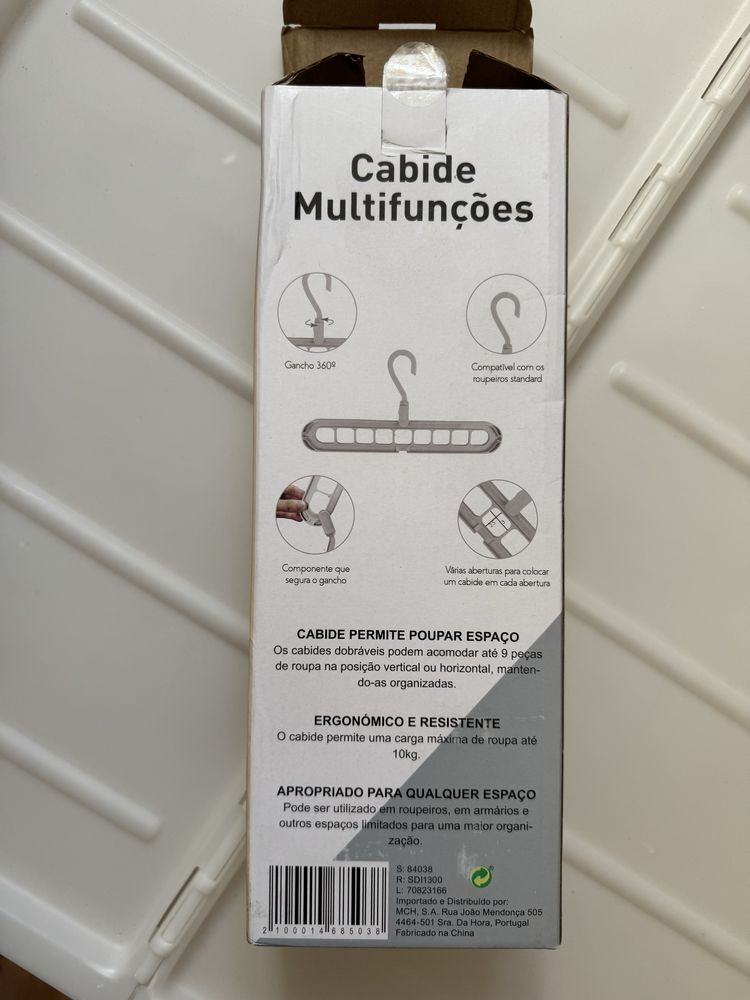 Cabide
Multifunções
Gancho 360º
Compatível com os
roupeiros standard
Componente que
segura o gancho
Várias aberturas para colocar
um cabide em cada abertura
CABIDE PERMITE POUPAR ESPAÇO
Os cabides dobráveis podem acomodar até 9 peças
de roupa na posição vertical ou horizontal, manten-
do-as organizadas.
ERGONÓMICO E RESISTENTE
O cabide permite uma carga máxima de roupa até
10kg.
APROPRIADO PARA QUALQUER ESPAÇO
Pode ser utilizado em roupeiros, em armários e
outros espaços limitados para uma maior organi-
zação.
S: 84038
R: SDI1300
L: 70823166
Importado e Distribuído por:
MCH, S.A. Rua João Mendonça 505
4464-501 Sra. Da Hora, Portugal
Fabricado na China
2 100014 685038